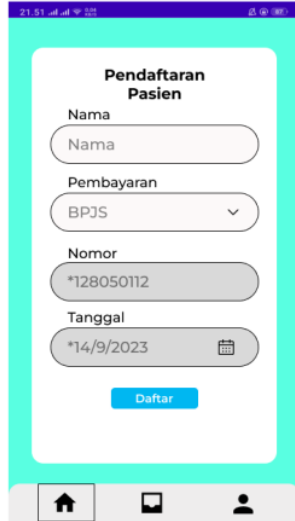 21.51
Pendaftaran
Pasien
Nama
Nama
Pembayaran
BPJS
Nomor
*128050112
Tanggal
*14/9/2023
Daftar